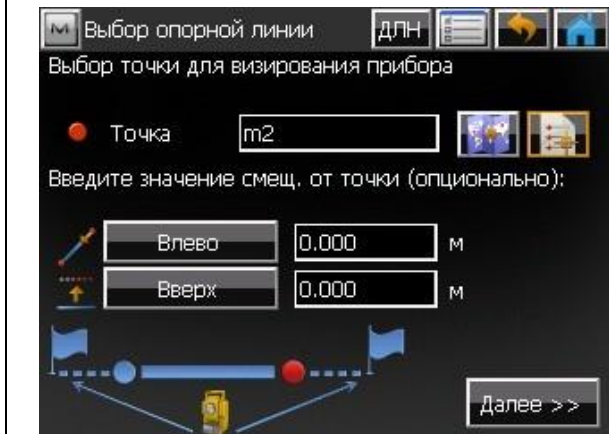 Выбор опорной линии ДЛН
Выбор точки для визирования прибора
Точка m2
Введите значение смещ. от точки (опционально):
Влево 0.000 м
Вверх 0.000 м
Далее >>